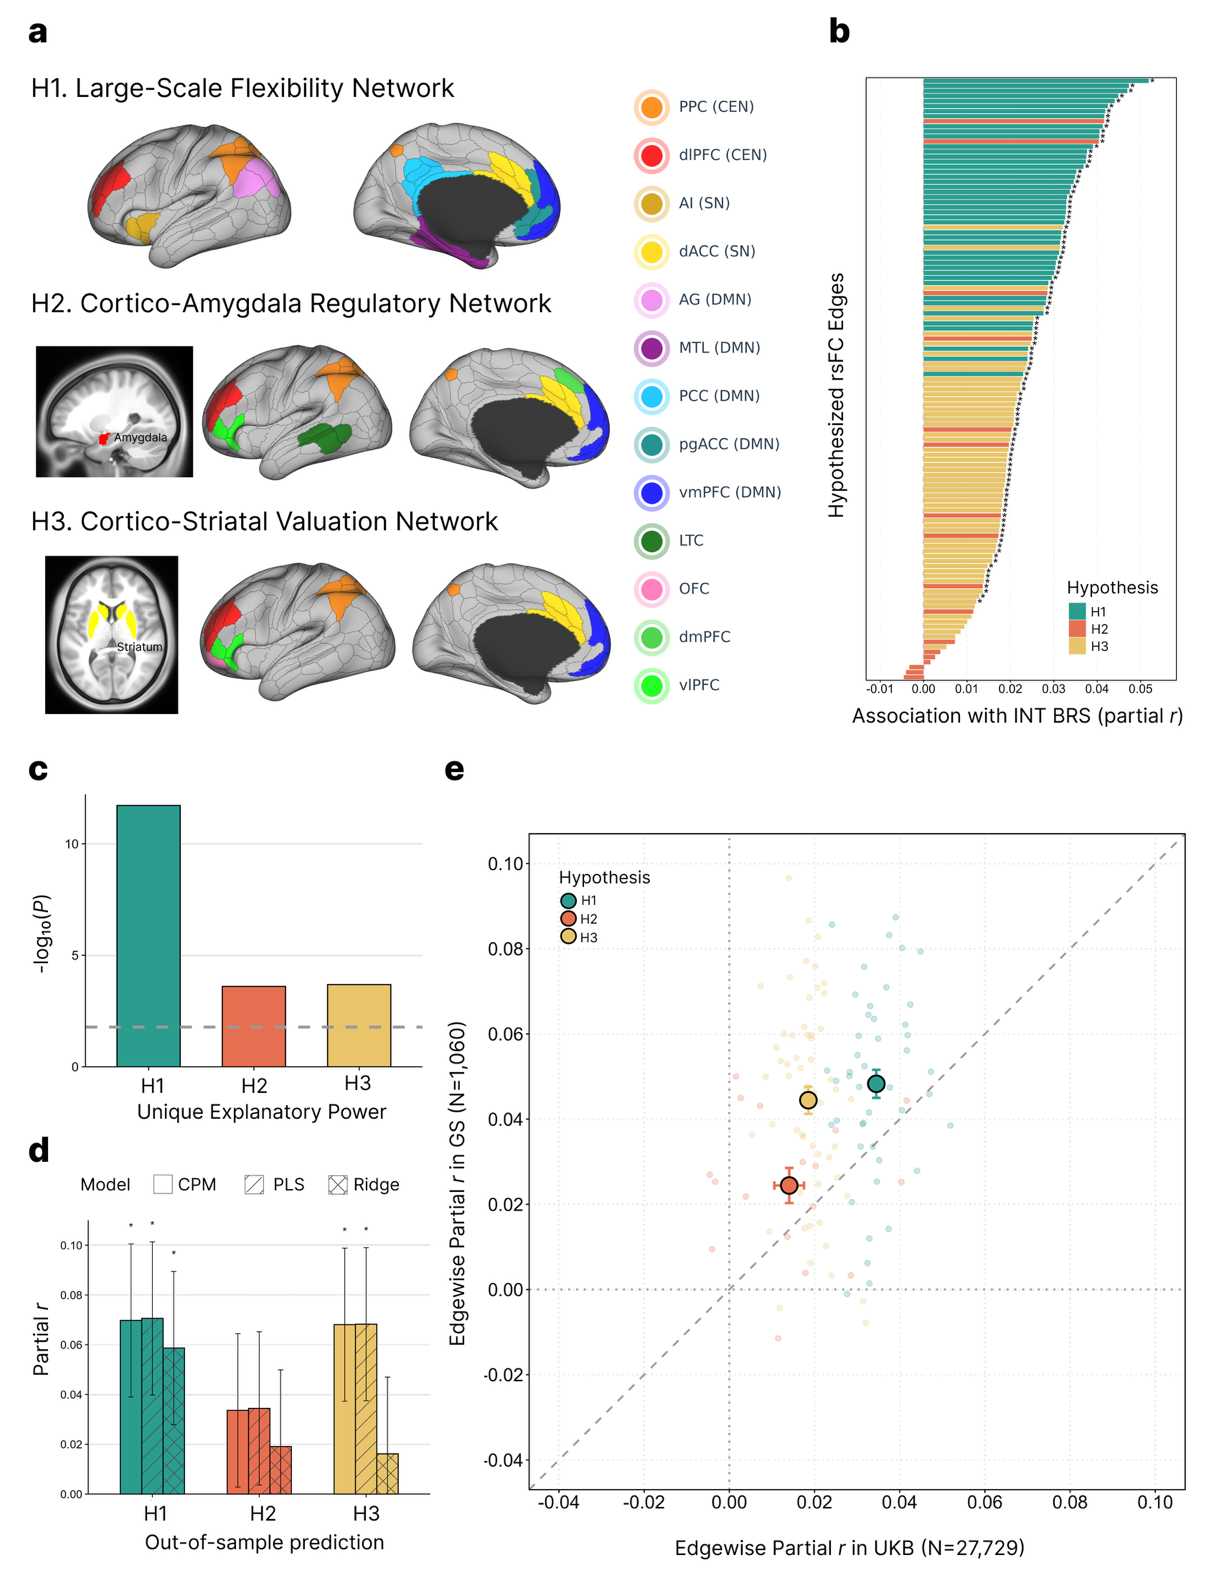 a
b
H1. Large-Scale Flexibility Network
PPC (CEN)
dlPFC (CEN)
AI (SN)
dACC (SN)
H2. Cortico-Amygdala Regulatory Network
AG (DMN)
MTL (DMN)
PCC (DMN)
Amygdala
pgACC (DMN)
vmPFC (DMN)
H3. Cortico-Striatal Valuation Network
LTC
OFC
dmPFC
Striatum
vlPFC
Hypothesized rsFC Edges
Hypothesis
H1
H2
H3
-0.01 0.00 0.01 0.02 0.03 0.04 0.05
Association with INT BRS (partial r)
c
-log₁₀(P)
10
5
0
H1 H2 H3
Unique Explanatory Power
d
Model CPM PLS Ridge
* * * * *
Partial r
0.10
0.08
0.06
0.04
0.02
0.00
H1 H2 H3
Out-of-sample prediction
e
Edgewise Partial r in GS (N=1,060)
Hypothesis
H1
H2
H3
0.10
0.08
0.06
0.04
0.02
0.00
-0.02
-0.04
-0.04 -0.02 0.00 0.02 0.04 0.06 0.08 0.10
Edgewise Partial r in UKB (N=27,729)